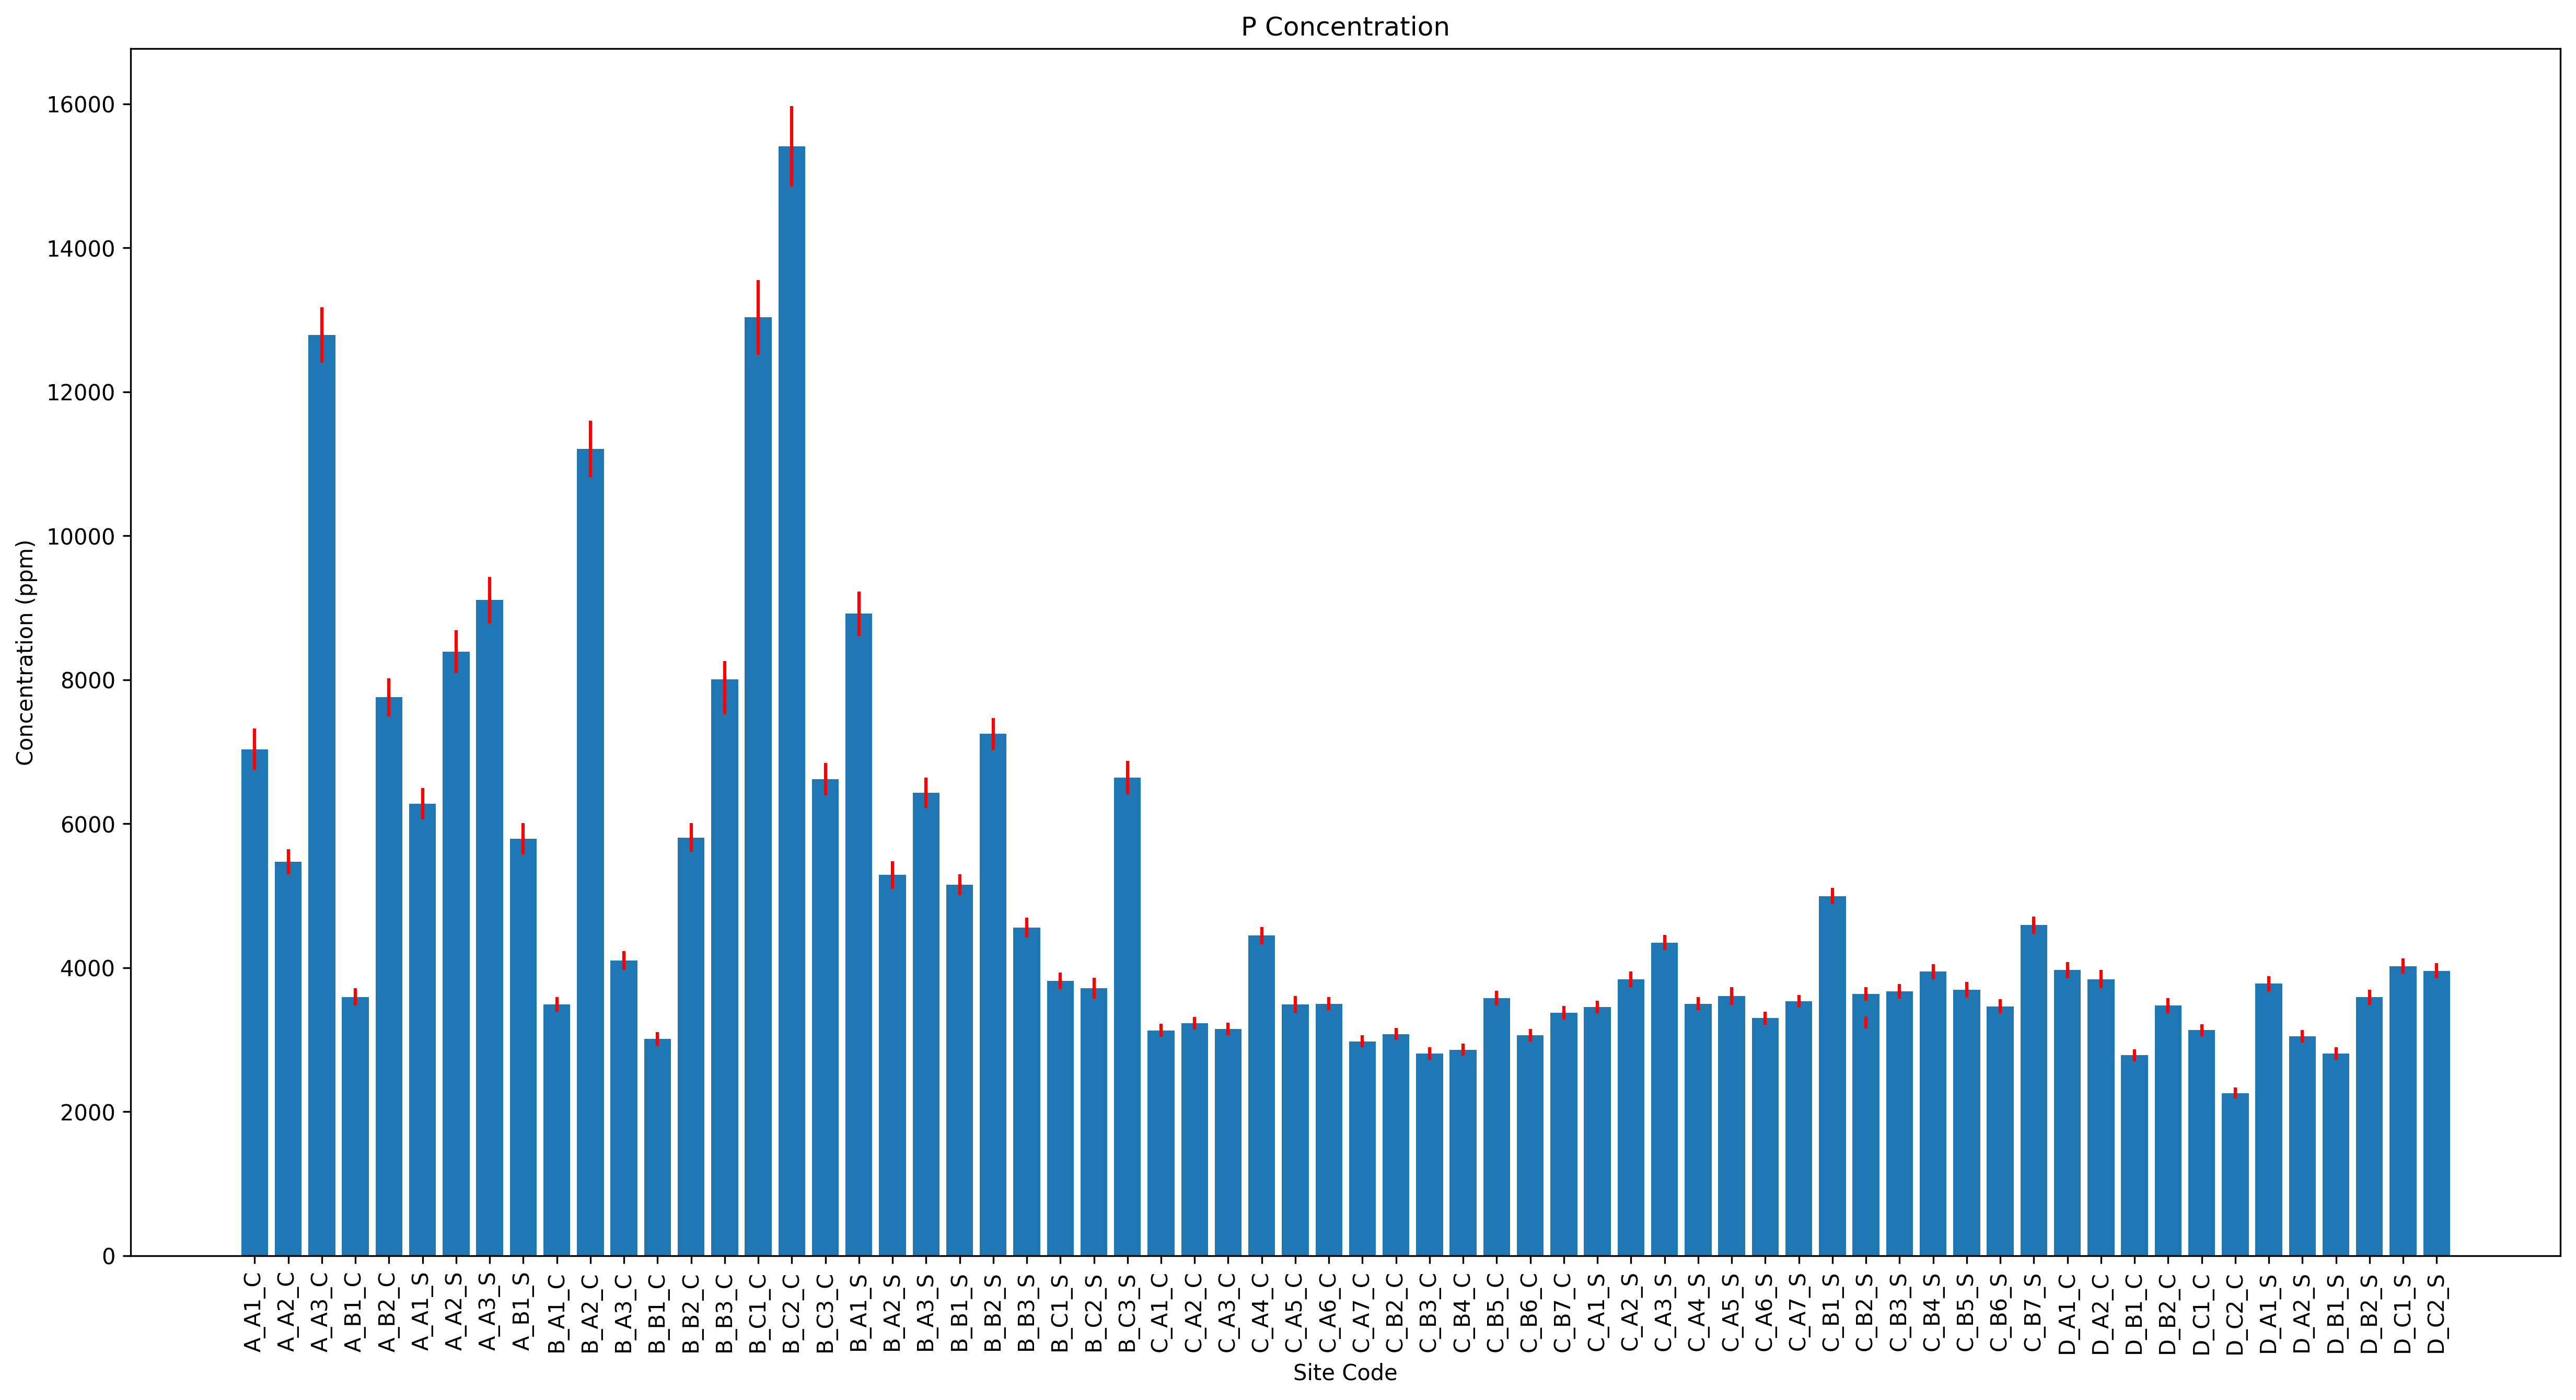 P Concentration
Concentration (ppm)
16000
14000
12000
10000
8000
6000
4000
2000
0
A_A1_C
A_A2_C
A_A3_C
A_B1_C
A_B2_C
A_A1_S
A_A2_S
A_A3_S
A_B1_S
B_A1_C
B_A2_C
B_A3_C
B_B1_C
B_B2_C
B_B3_C
B_C1_C
B_C2_C
B_C3_C
B_A1_S
B_A2_S
B_A3_S
B_B1_S
B_B2_S
B_B3_S
B_C1_S
B_C2_S
B_C3_S
C_A1_C
C_A2_C
C_A3_C
C_A4_C
C_A5_C
C_A6_C
C_A7_C
C_B2_C
C_B3_C
C_B4_C
C_B5_C
C_B6_C
C_B7_C
C_A1_S
C_A2_S
C_A3_S
C_A4_S
C_A5_S
C_A6_S
C_A7_S
C_B1_S
C_B2_S
C_B3_S
C_B4_S
C_B5_S
C_B6_S
C_B7_S
D_A1_C
D_A2_C
D_B1_C
D_B2_C
D_C1_C
D_C2_C
D_A1_S
D_A2_S
D_B1_S
D_B2_S
D_C1_S
D_C2_S
Site Code